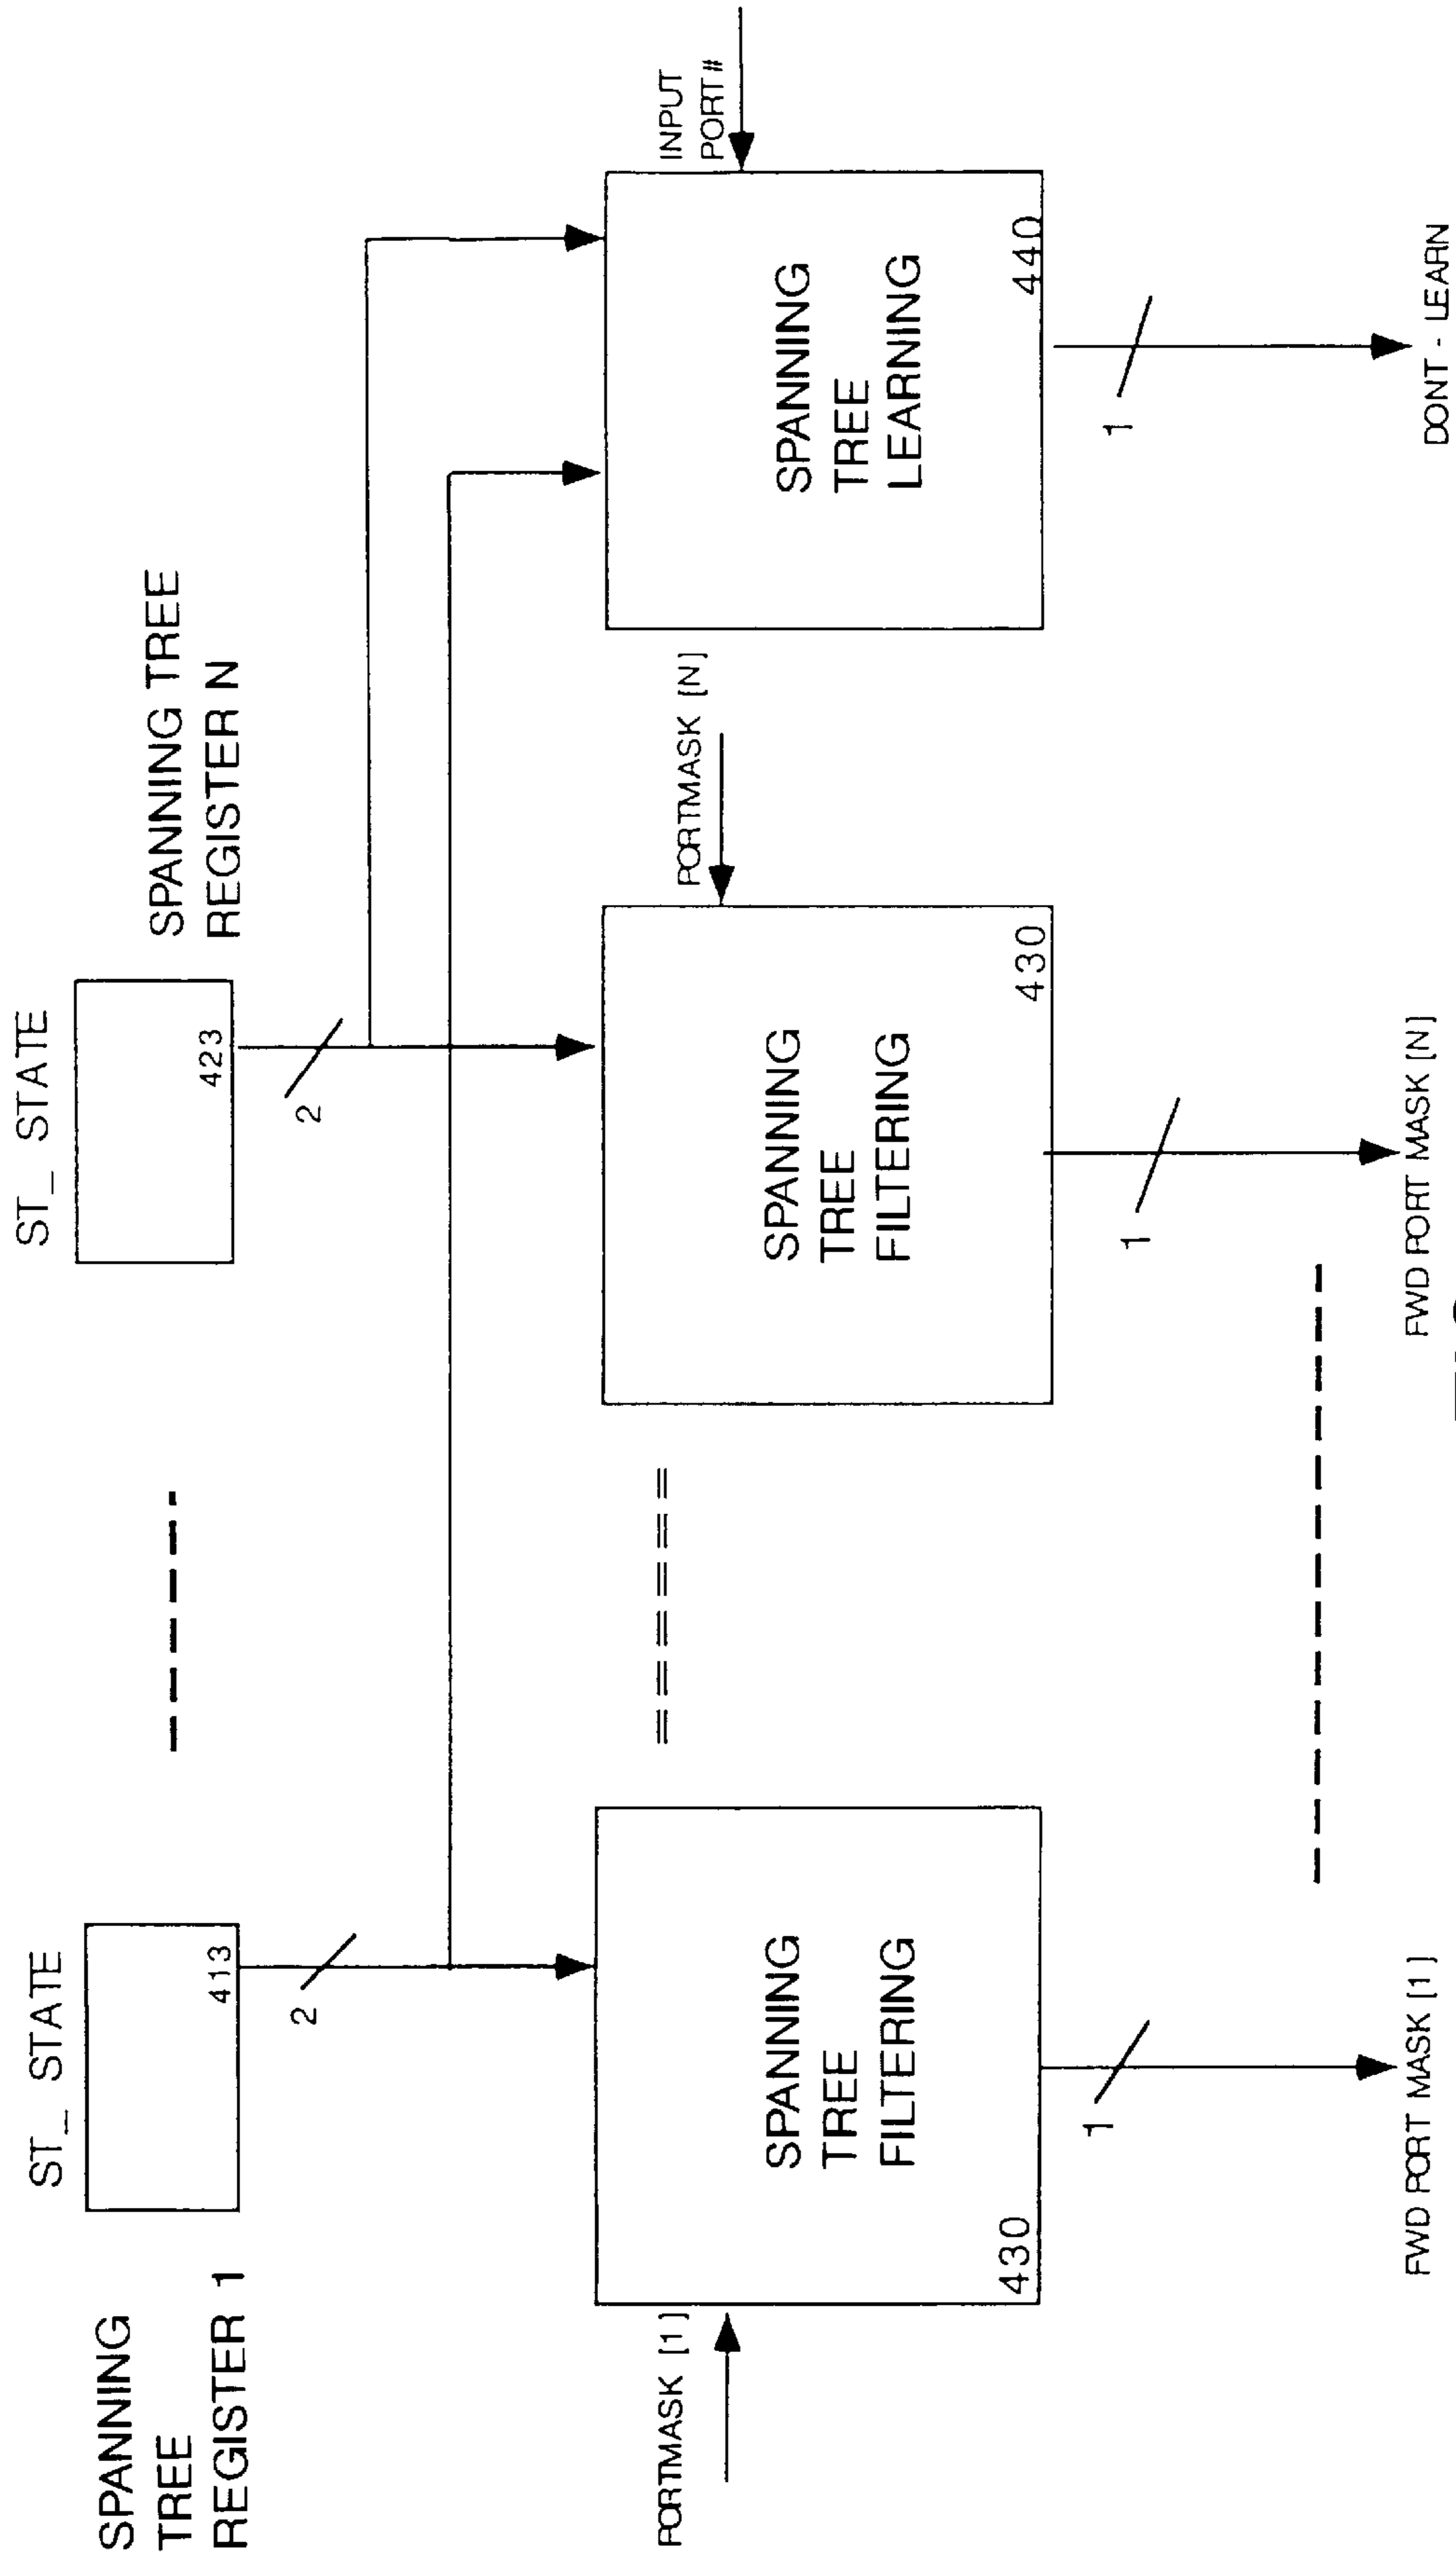 SPANNING
TREE
REGISTER 1
ST_ STATE
413
2
ST_ STATE
423
2
SPANNING TREE
REGISTER N
PORTMASK [1]
SPANNING
TREE
FILTERING
430
SPANNING
TREE
FILTERING
430
PORTMASK [N]
SPANNING
TREE
LEARNING
440
INPUT
PORT#
1
1
1
FWD PORT MASK [1]
FWD PORT MASK [N]
DONT - LEARN